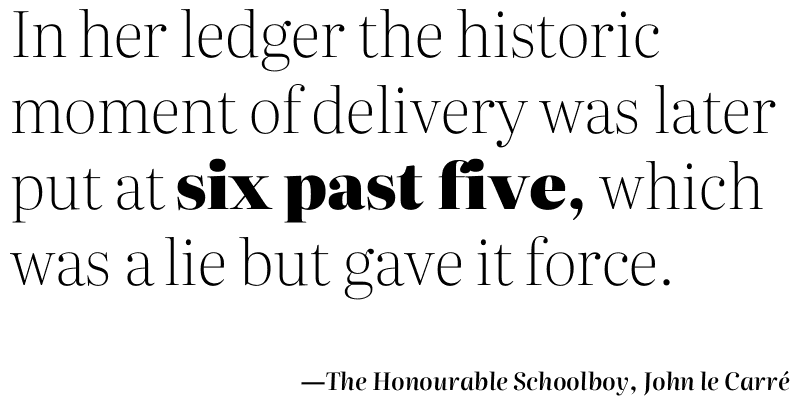 In her ledger the historic
moment of delivery was later
put at six past five, which
was a lie but gave it force.
—The Honourable Schoolboy, John le Carré